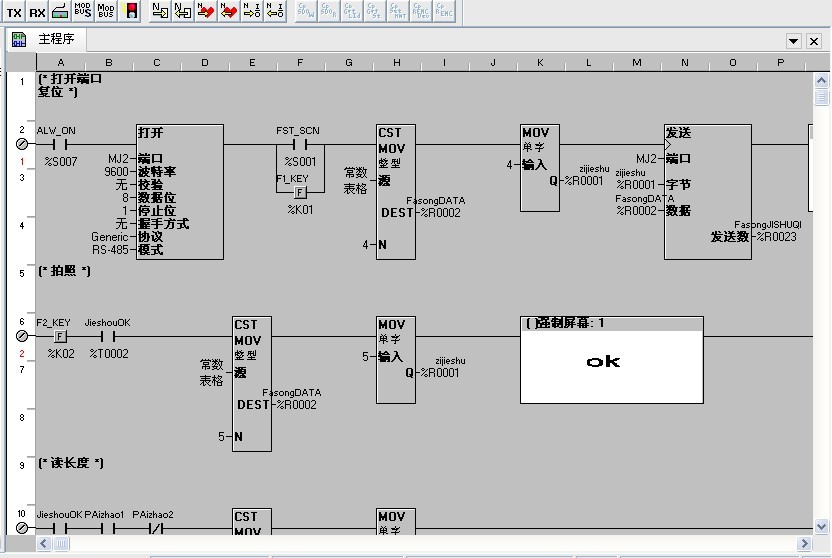 TX RX MOD BUS Mod BUS
主程序
A B C D E F G H I J K L M N O P
1 (* 打开端口
复位 *)
2 ALW_ON 打开 FST_SCN CST MOV 发送
MOV 单字
%S007 MJ2 端口 %S001 整型 4 输入 MJ2 端口
1 9600 波特率 常数 源 zijieshu zijieshu
3 无 校验 F1_KEY 表格 Q %R0001 %R0001 字节
8 数据位 F FasongDATA FasongDATA
1 停止位 %K01 DEST %R0002 %R0002 数据
4 无 握手方式 FasongJISHUQI
Generic 协议 发送数 %R0023
RS-485 模式 4 N
5 (* 拍照 *)
6 F2_KEY JieshouOK CST MOV ( )强制屏幕: 1
F MOV 单字
2 %K02 %T0002 整型 5 输入 ok
7 常数 源 zijieshu
表格 Q %R0001
FasongDATA
DEST %R0002
8
5 N
9 (* 读长度 *)
10 JieshouOK PAizhao1 PAizhao2 CST MOV
MOV 单字